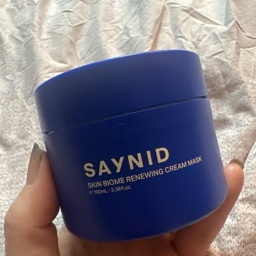 SAYNID
SKIN BIOME RENEWING CREAM MASK
℮ 100mL / 3.38fl.oz.